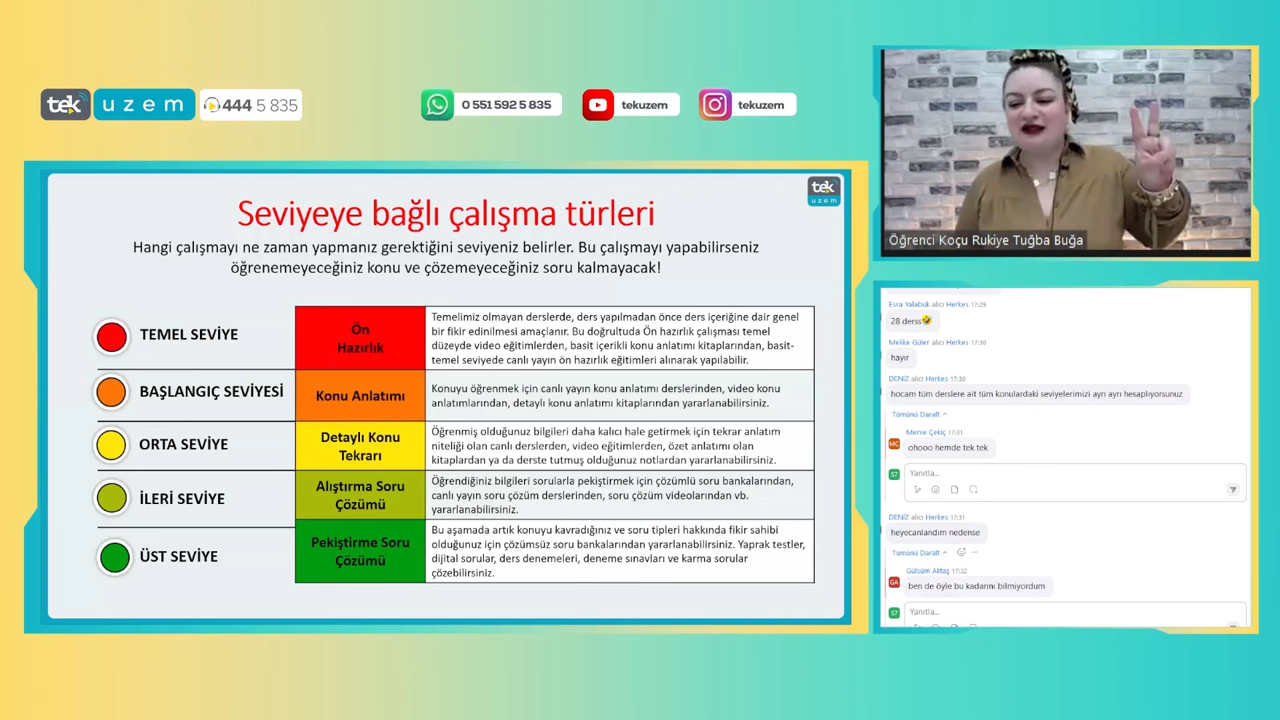 tek uzem 444 5 835
0 551 592 5 835
tekuzem
tekuzem
tek
uzem
Seviyeye bağlı çalışma türleri
Hangi çalışmayı ne zaman yapmanız gerektiğini seviyeniz belirler. Bu çalışmayı yapabilirseniz
öğrenemeyeceğiniz konu ve çözemeyeceğiniz soru kalmayacak!
TEMEL SEVİYE
Ön
Hazırlık
Temelimiz olmayan derslerde, ders yapılmadan önce ders içeriğine dair genel
bir fikir edinilmesi amaçlanır. Bu doğrultuda Ön hazırlık çalışması temel
düzeyde video eğitimlerden, basit içerikli konu anlatımı kitaplarından, basit-
temel seviyede canlı yayın ön hazırlık eğitimleri alınarak yapılabilir.
BAŞLANGIÇ SEVİYESİ
Konu Anlatımı
Konuyu öğrenmek için canlı yayın konu anlatımı derslerinden, video konu
anlatımlarından, detaylı konu anlatımı kitaplarından yararlanabilirsiniz.
ORTA SEVİYE
Detaylı Konu
Tekrarı
Öğrenmiş olduğunuz bilgileri daha kalıcı hale getirmek için tekrar anlatım
niteliği olan canlı derslerden, video eğitimlerden, özet anlatımı olan
kitaplardan ya da derste tutmuş olduğunuz notlardan yararlanabilirsiniz.
İLERİ SEVİYE
Alıştırma Soru
Çözümü
Öğrendiğiniz bilgileri sorularla pekiştirmek için çözümlü soru bankalarından,
canlı yayın soru çözüm derslerinden, soru çözüm videolarından vb.
yararlanabilirsiniz.
ÜST SEVİYE
Pekiştirme Soru
Çözümü
Bu aşamada artık konuyu kavradığınız ve soru tipleri hakkında fikir sahibi
olduğunuz için çözümsüz soru bankalarından yararlanabilirsiniz. Yaprak testler,
dijital sorular, ders denemeleri, deneme sınavları ve karma sorular
çözebilirsiniz.
Öğrenci Koçu Rukiye Tuğba Buğa
Esra Yalabuk alıcı Herkes 17:29
28 derss🤣
Melike Güler alıcı Herkes 17:30
hayır
DENIZ alıcı Herkes 17:30
hocam tüm derslere ait tüm konulardaki seviyelerimizi ayrı ayrı hesaplıyorsunuz
Tümünü Daralt
Merve Çekiç 17:31
MÇ
ohooo hemde tek tek
Yanıtla...
DENIZ alıcı Herkes 17:31
heyecanlandım nedense
Tümünü Daralt
Gülsüm Aktaş 17:32
GA
ben de öyle bu kadarını bilmiyordum
Yanıtla...